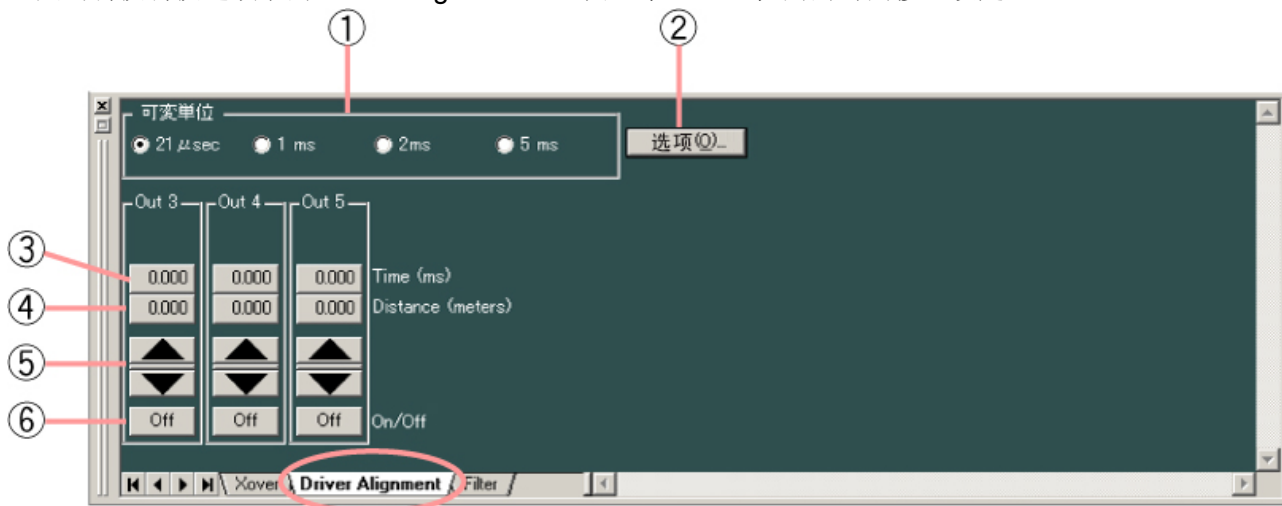 ① ②
可変単位
21 μsec 1 ms 2ms 5 ms 选项(O)...
Out 3 Out 4 Out 5
③ 0.000 0.000 0.000 Time (ms)
④ 0.000 0.000 0.000 Distance (meters)
⑤
⑥ Off Off Off On/Off
Xover Driver Alignment Filter